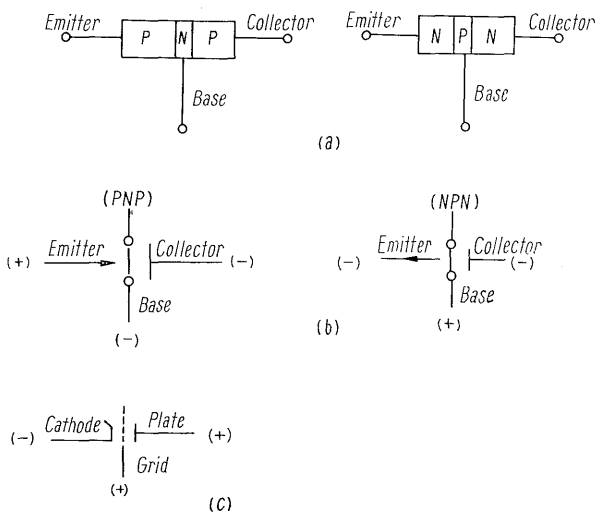 Emitter Collector Emitter Collector
P N P N P N
Base Base
(a)
(PNP) (NPN)
Emitter Collector Emitter Collector
(+) (-) (-) (-)
Base Base
(-) (b) (+)
Cathode Plate
(-) (+)
Grid
(+)
(c)